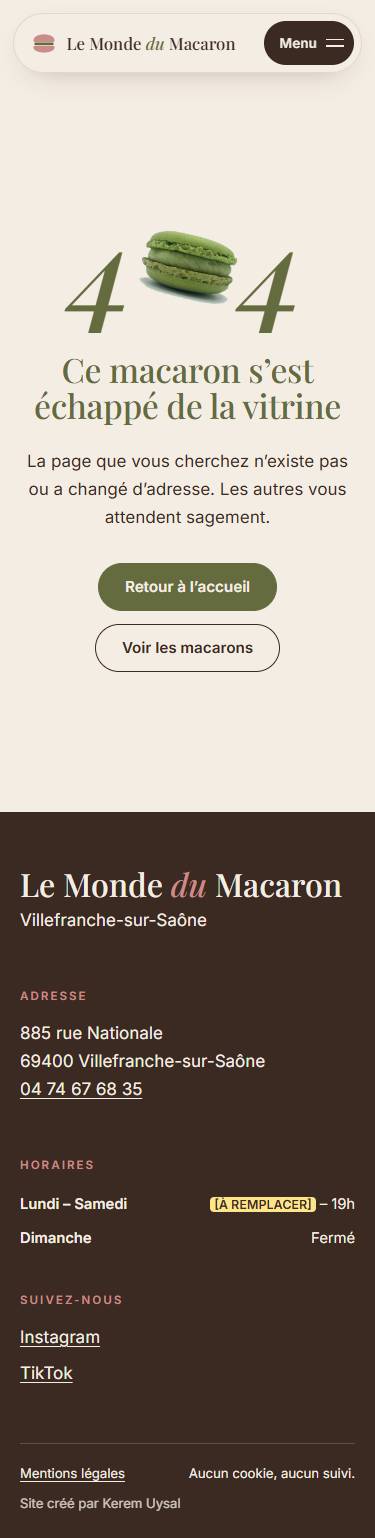 Le Monde du Macaron
Menu
4 4
Ce macaron s’est
échappé de la vitrine
La page que vous cherchez n’existe pas
ou a changé d’adresse. Les autres vous
attendent sagement.
Retour à l’accueil
Voir les macarons
Le Monde du Macaron
Villefranche-sur-Saône
ADRESSE
885 rue Nationale
69400 Villefranche-sur-Saône
04 74 67 68 35
HORAIRES
Lundi – Samedi [À REMPLACER] – 19h
Dimanche Fermé
SUIVEZ-NOUS
Instagram
TikTok
Mentions légales Aucun cookie, aucun suivi.
Site créé par Kerem Uysal